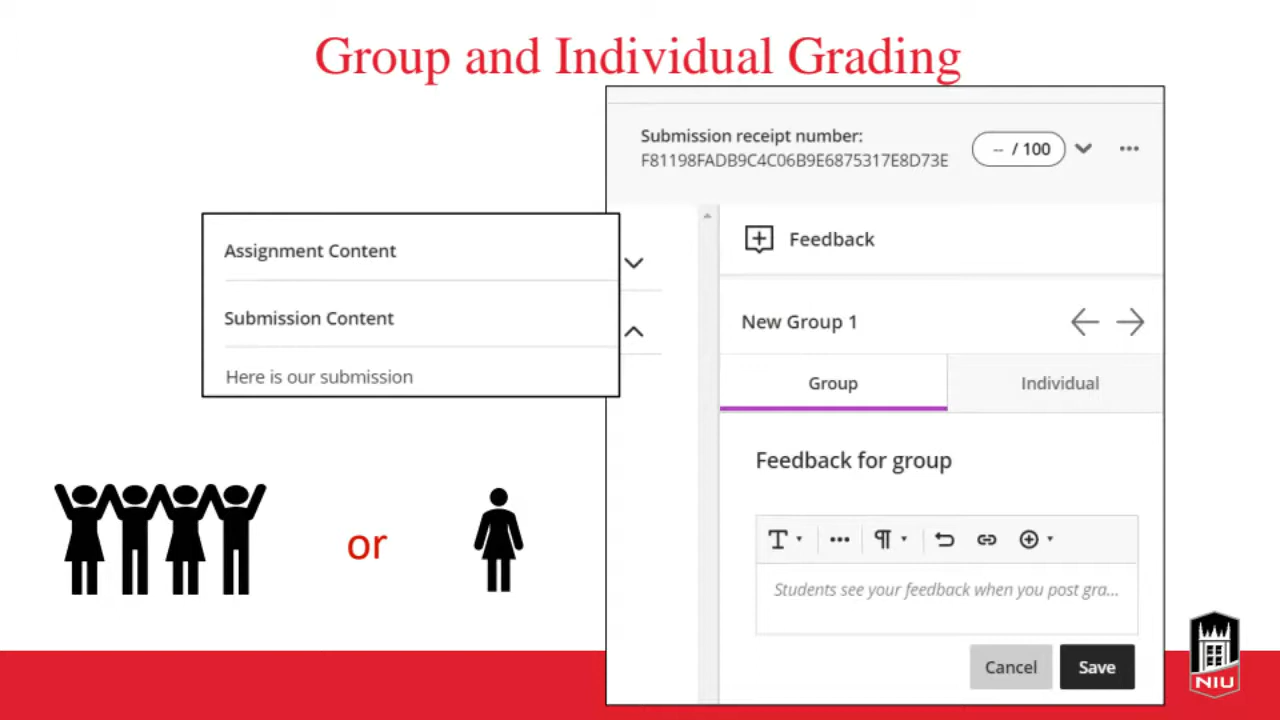 Group and Individual Grading
Submission receipt number:
F81198FADB9C4C06B9E6875317E8D73E
-- / 100
Assignment Content
Submission Content
Here is our submission
Feedback
New Group 1
Group
Individual
Feedback for group
Students see your feedback when you post gra...
Cancel
Save
or
NIU